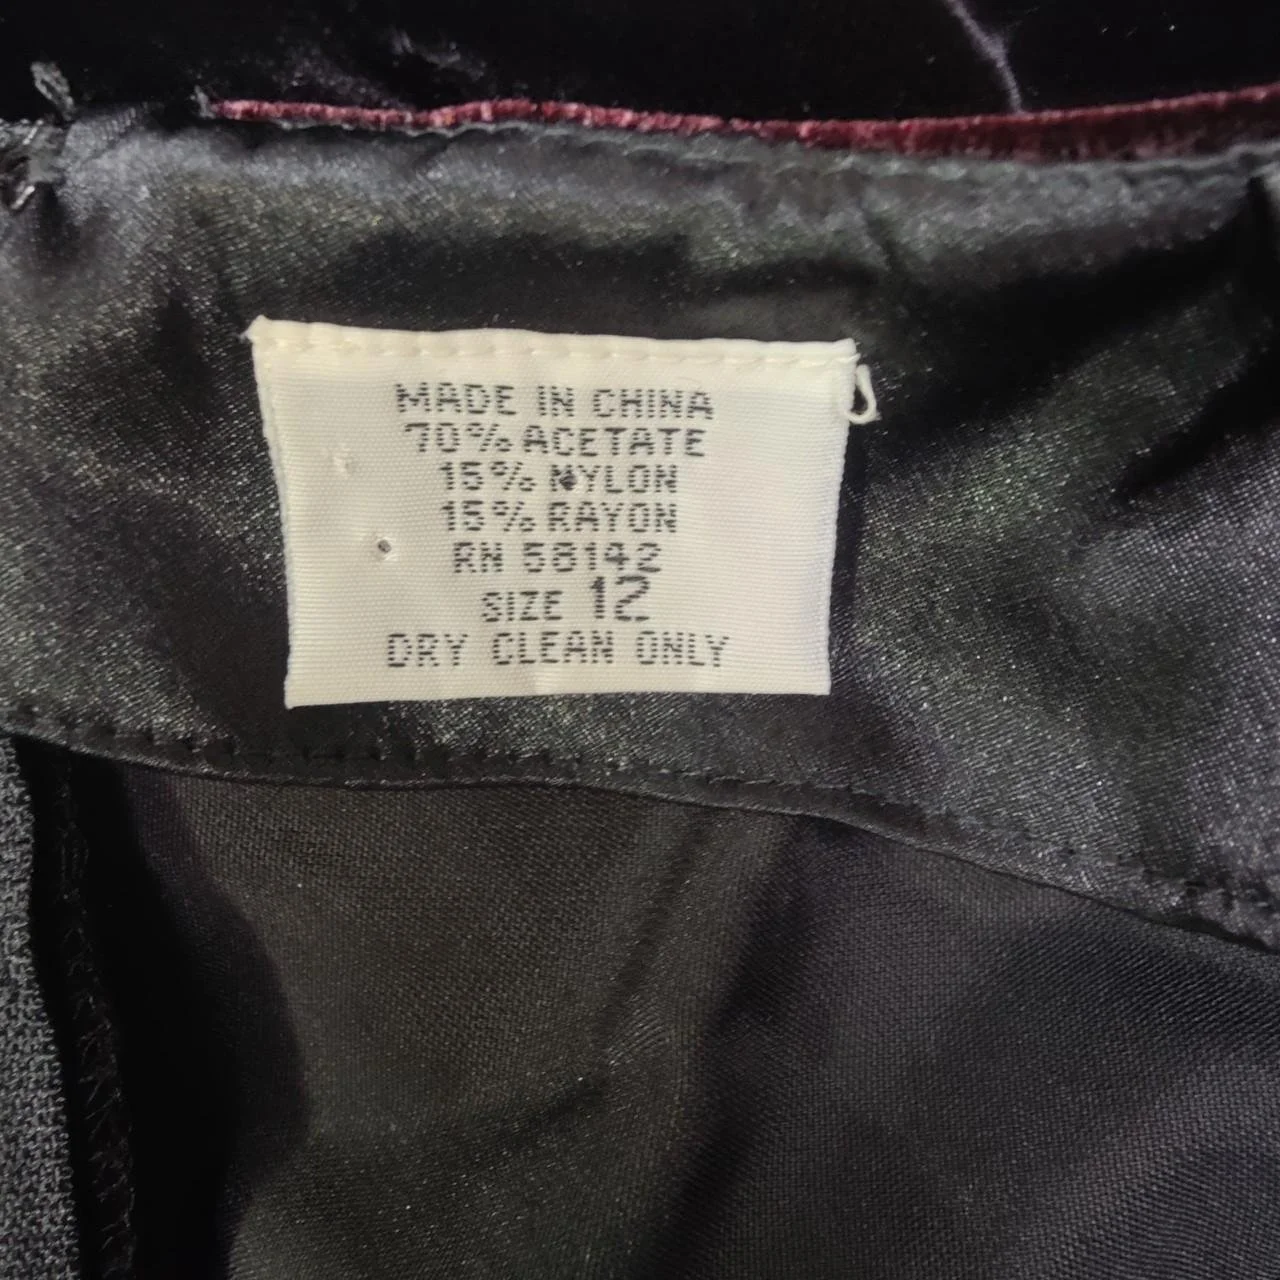 MADE IN CHINA
70% ACETATE
15% NYLON
15% RAYON
RN 58142
SIZE 12
DRY CLEAN ONLY